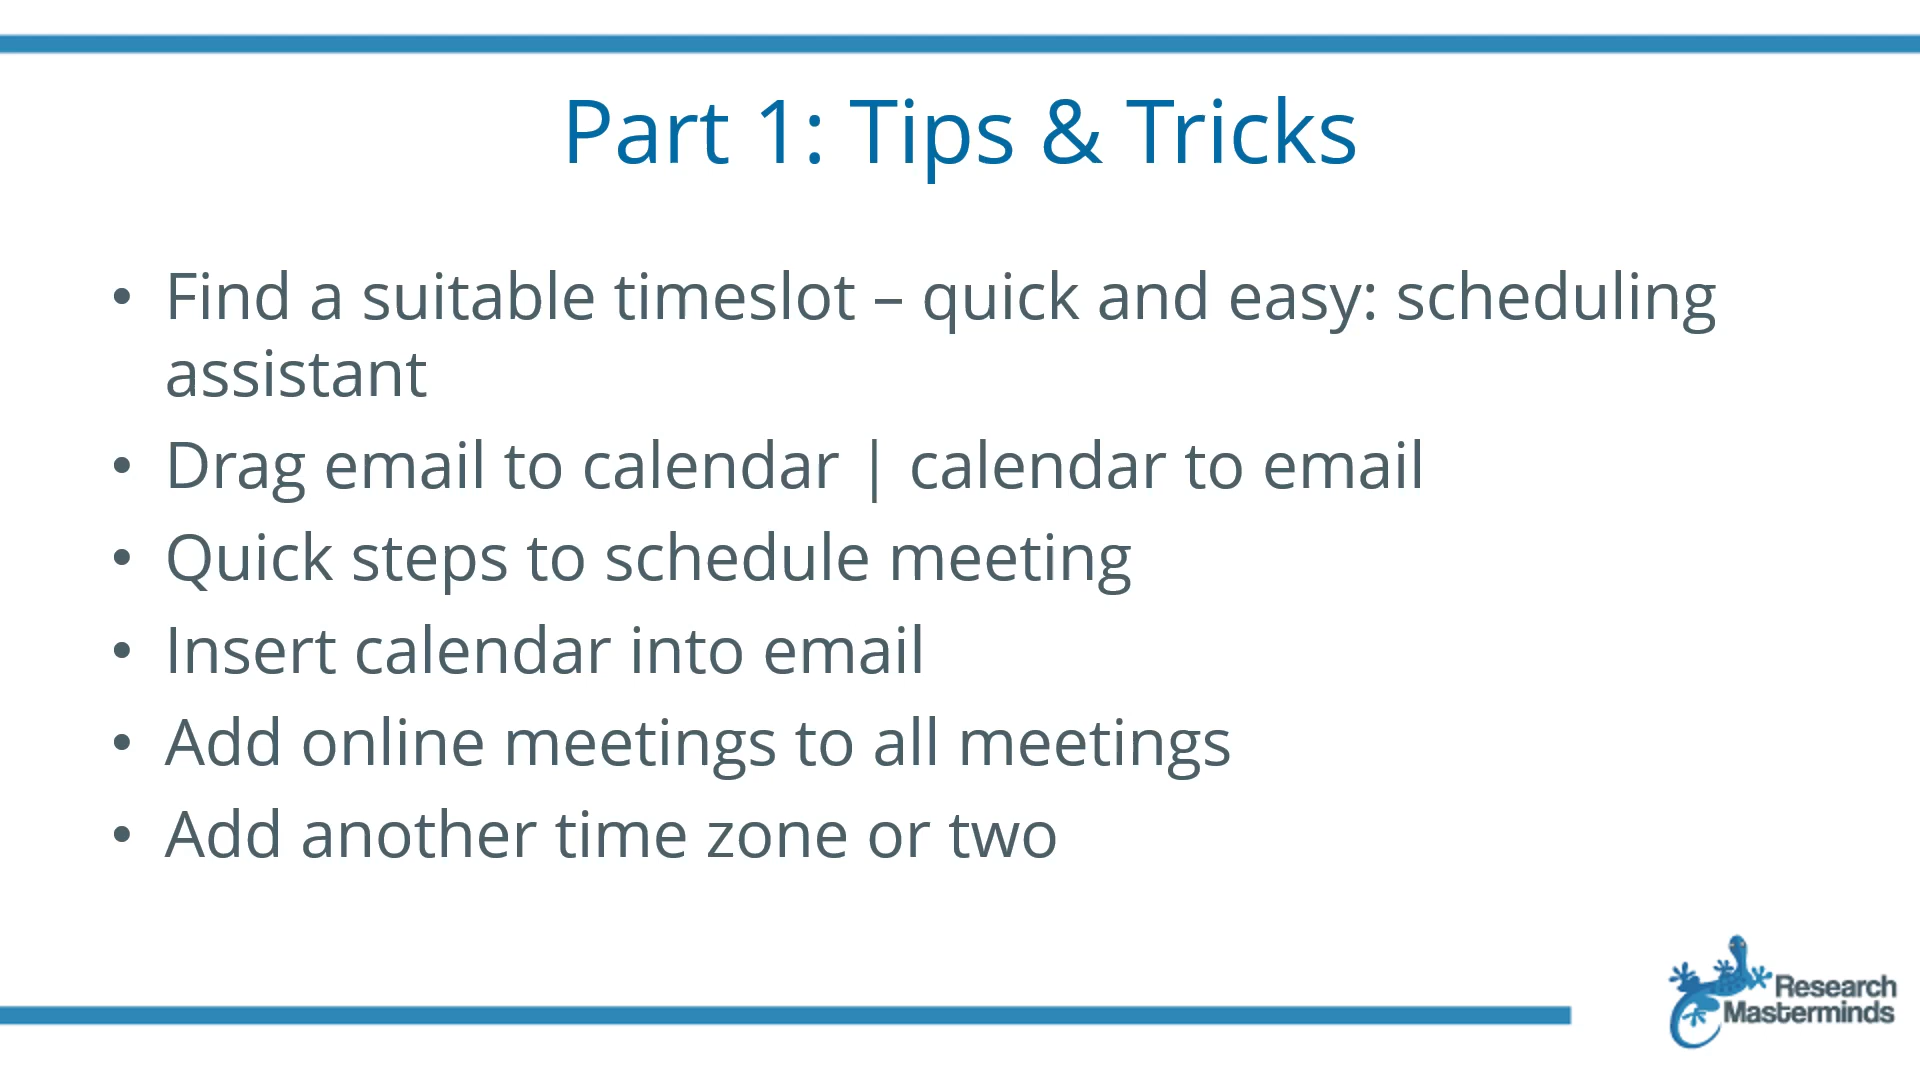 Part 1: Tips & Tricks
• Find a suitable timeslot – quick and easy: scheduling
assistant
• Drag email to calendar | calendar to email
• Quick steps to schedule meeting
• Insert calendar into email
• Add online meetings to all meetings
• Add another time zone or two
Research
Masterminds